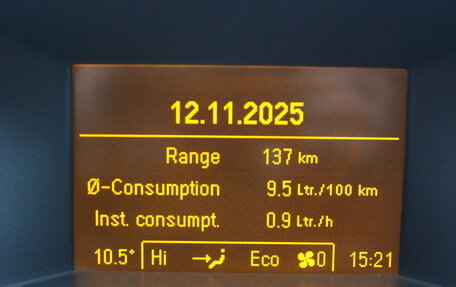 12.11.2025
Range 137 km
Ø-Consumption 9.5 Ltr./100 km
Inst. consumpt. 0.9 Ltr./h
10.5° Hi Eco 0 15:21